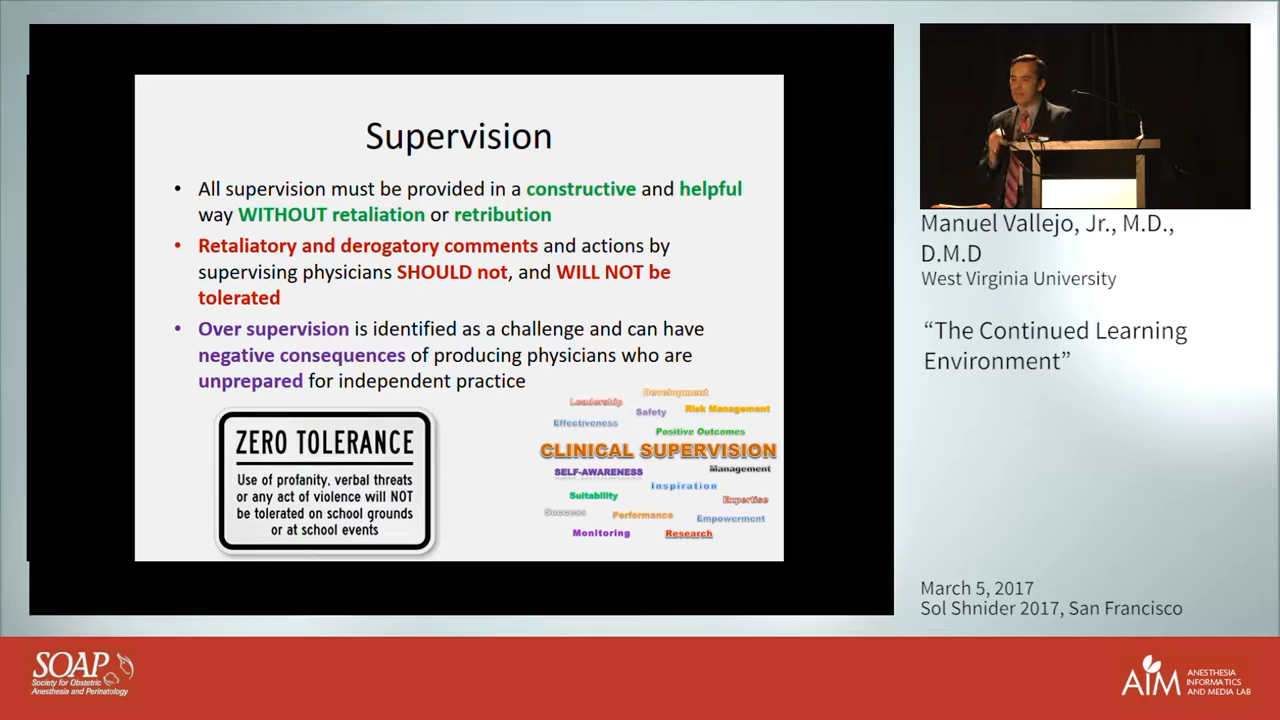 Supervision
• All supervision must be provided in a constructive and helpful
way WITHOUT retaliation or retribution
• Retaliatory and derogatory comments and actions by
supervising physicians SHOULD not, and WILL NOT be
tolerated
• Over supervision is identified as a challenge and can have
negative consequences of producing physicians who are
unprepared for independent practice
ZERO TOLERANCE
Use of profanity, verbal threats
or any act of violence will NOT
be tolerated on school grounds
or at school events
Development
Leadership
Safety
Risk Management
Effectiveness
Positive Outcomes
CLINICAL SUPERVISION
SELF-AWARENESS
Management
Inspiration
Suitability
Expertise
Success
Performance
Empowerment
Monitoring
Research
Manuel Vallejo, Jr., M.D.,
D.M.D
West Virginia University
“The Continued Learning
Environment”
March 5, 2017
Sol Shnider 2017, San Francisco
SOAP
Society for Obstetric
Anesthesia and Perinatology
AIM
ANESTHESIA
INFORMATICS
AND MEDIA LAB